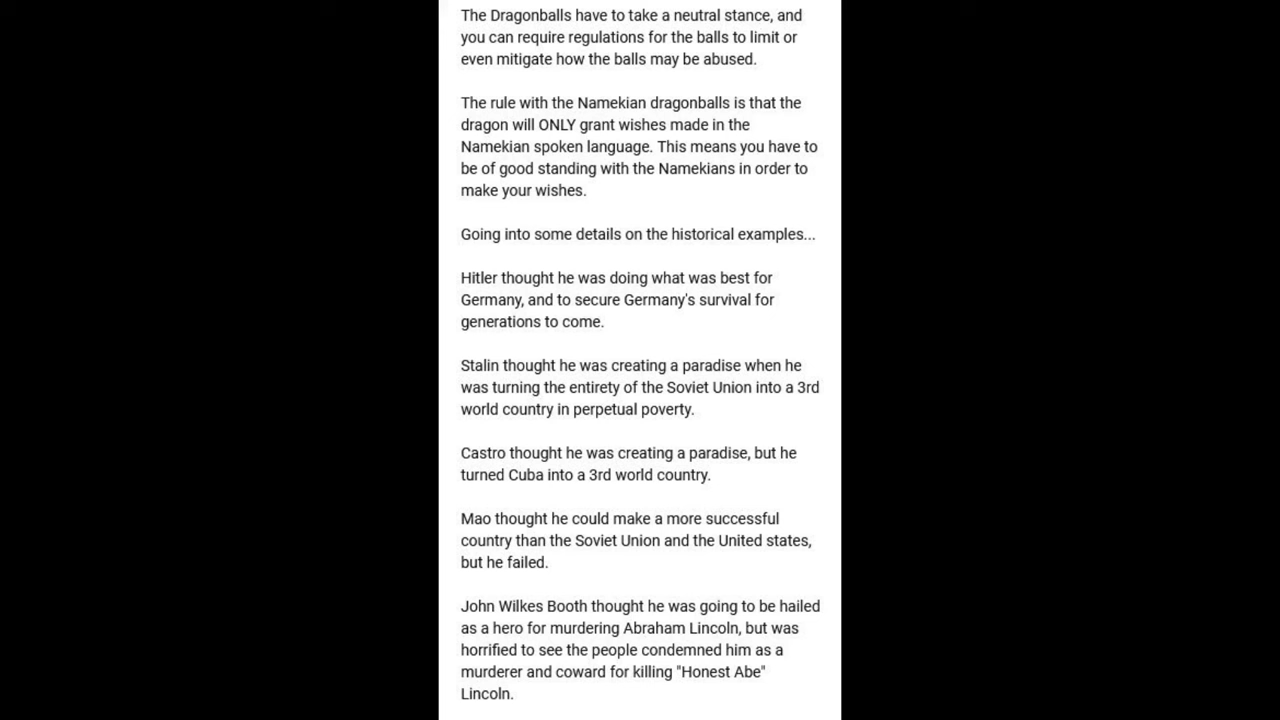 The Dragonballs have to take a neutral stance, and
you can require regulations for the balls to limit or
even mitigate how the balls may be abused.
The rule with the Namekian dragonballs is that the
dragon will ONLY grant wishes made in the
Namekian spoken language. This means you have to
be of good standing with the Namekians in order to
make your wishes.
Going into some details on the historical examples...
Hitler thought he was doing what was best for
Germany, and to secure Germany's survival for
generations to come.
Stalin thought he was creating a paradise when he
was turning the entirety of the Soviet Union into a 3rd
world country in perpetual poverty.
Castro thought he was creating a paradise, but he
turned Cuba into a 3rd world country.
Mao thought he could make a more successful
country than the Soviet Union and the United states,
but he failed.
John Wilkes Booth thought he was going to be hailed
as a hero for murdering Abraham Lincoln, but was
horrified to see the people condemned him as a
murderer and coward for killing "Honest Abe"
Lincoln.